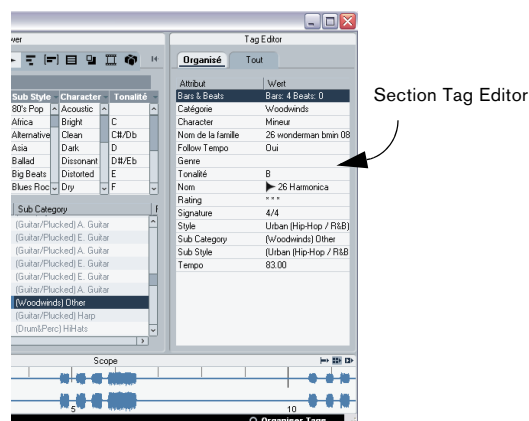 wer
Tag Editor
Organisé Tout
Attribut Wert
Bars & Beats Bars: 4 Beats: 0
Catégorie Woodwinds
Character Mineur
Nom de la famille 26 wonderman bmin 08
Follow Tempo Oui
Genre
Tonalité B
Nom 26 Harmonica
Rating * * *
Signature 4/4
Style Urban (Hip-Hop / R&B)
Sub Category (Woodwinds) Other
Sub Style (Urban (Hip-Hop / R&B
Tempo 83.00
Section Tag Editor
Sub Style Character Tonalité
80's Pop Acoustic
Africa Bright C
Alternative Clean C#/Db
Asia Dark D
Ballad Dissonant D#/Eb
Big Beats Distorted E
Blues Roc Dry F
Sub Category F
(Guitar/Plucked) A. Guitar
(Guitar/Plucked) E. Guitar
(Guitar/Plucked) A. Guitar
(Guitar/Plucked) E. Guitar
(Guitar/Plucked) E. Guitar
(Guitar/Plucked) A. Guitar
(Woodwinds) Other
(Guitar/Plucked) Harp
(Drum&Perc) HiHats
Scope
5 10
Organiser Tags